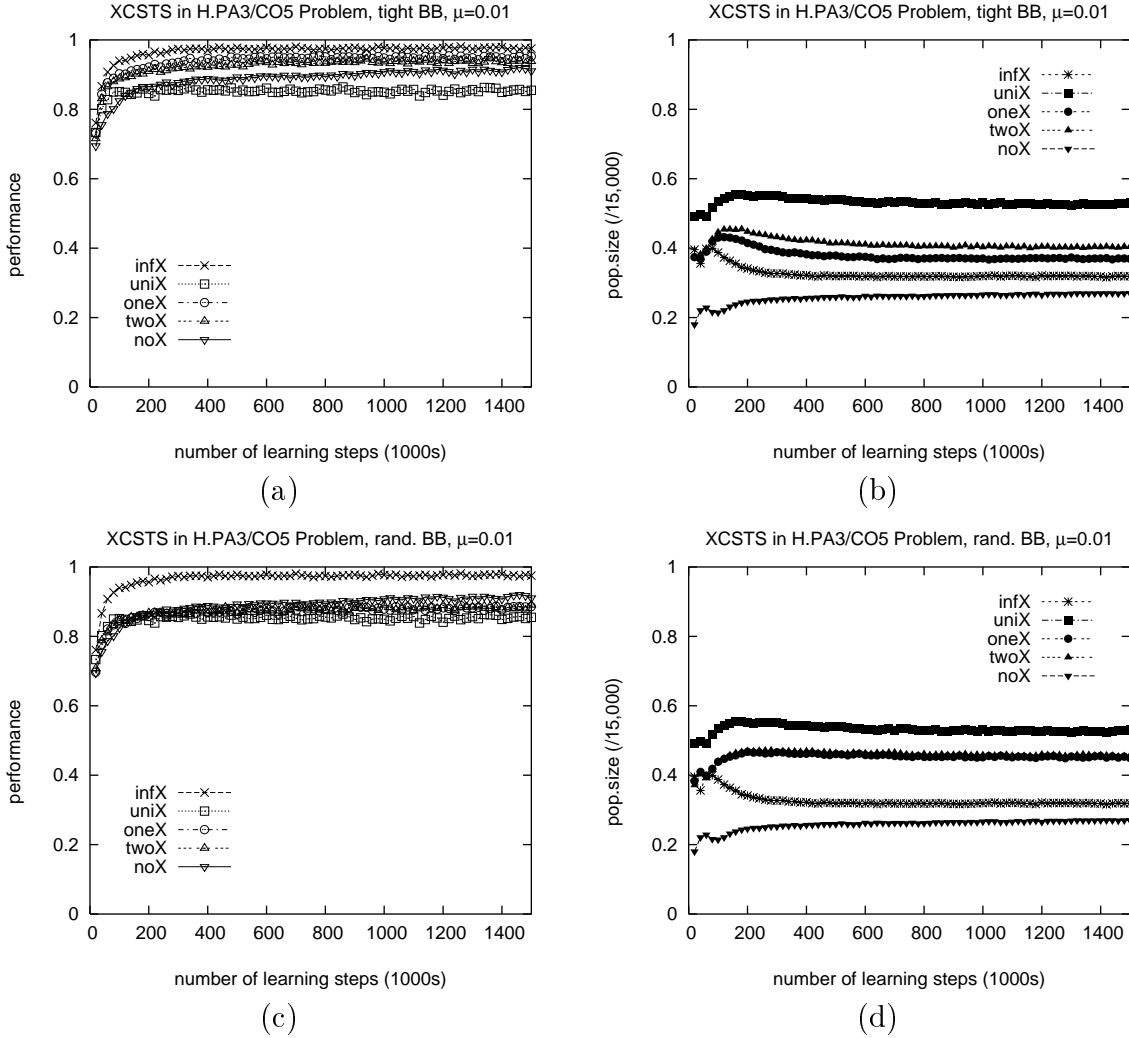 XCSTS in H.PA3/CO5 Problem, tight BB, μ=0.01
performance
1
0.8
0.6
0.4
0.2
0
infX
uniX
oneX
twoX
noX
0 200 400 600 800 1000 1200 1400
number of learning steps (1000s)
(a)
XCSTS in H.PA3/CO5 Problem, tight BB, μ=0.01
pop.size (/15,000)
1
0.8
0.6
0.4
0.2
0
infX
uniX
oneX
twoX
noX
0 200 400 600 800 1000 1200 1400
number of learning steps (1000s)
(b)
XCSTS in H.PA3/CO5 Problem, rand. BB, μ=0.01
performance
1
0.8
0.6
0.4
0.2
0
infX
uniX
oneX
twoX
noX
0 200 400 600 800 1000 1200 1400
number of learning steps (1000s)
(c)
XCSTS in H.PA3/CO5 Problem, rand. BB, μ=0.01
pop.size (/15,000)
1
0.8
0.6
0.4
0.2
0
infX
uniX
oneX
twoX
noX
0 200 400 600 800 1000 1200 1400
number of learning steps (1000s)
(d)